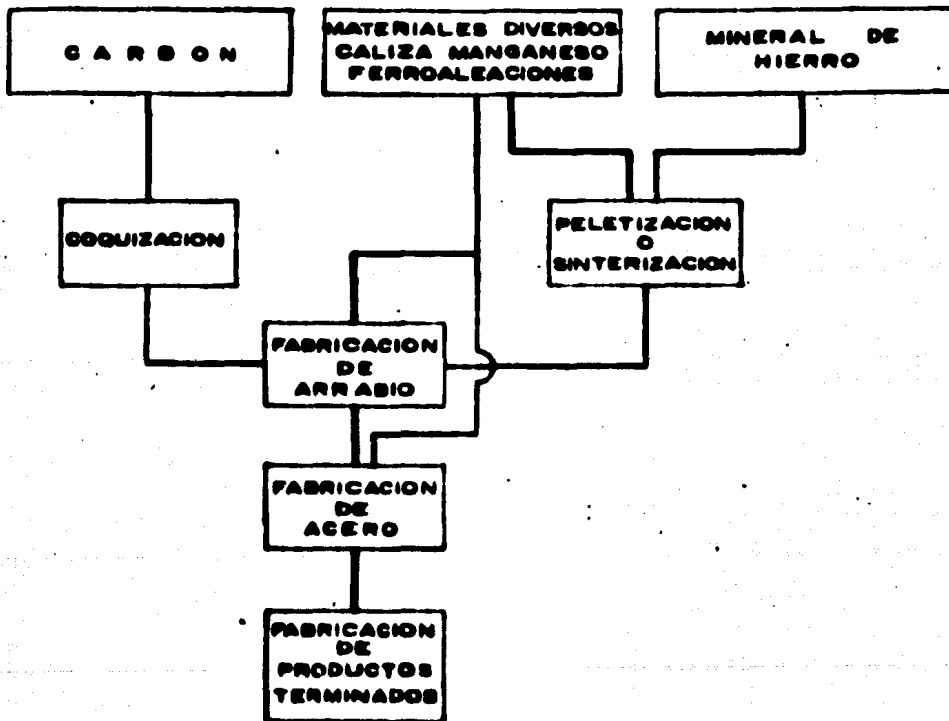 CARBON
MATERIALES DIVERSOS
CALIZA MANGANESO
FERROALEACIONES
MINERAL DE
HIERRO
COQUIZACION
PELETIZACION
O
SINTERIZACION
FABRICACION
DE
ARRABIO
FABRICACION
DE
ACERO
FABRICACION
DE
PRODUCTOS
TERMINADOS